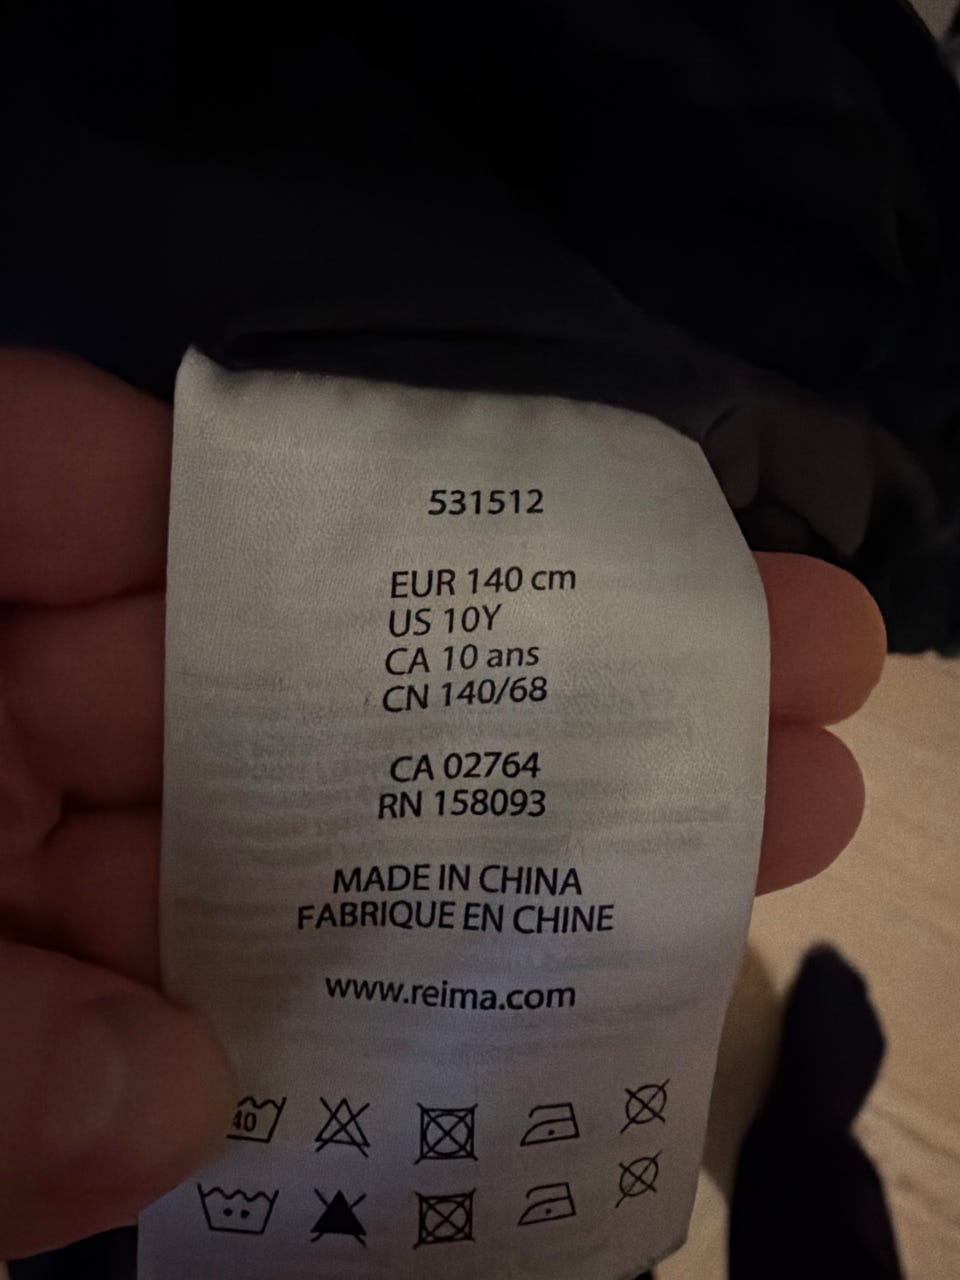 531512
EUR 140 cm
US 10Y
CA 10 ans
CN 140/68
CA 02764
RN 158093
MADE IN CHINA
FABRIQUE EN CHINE
www.reima.com
40